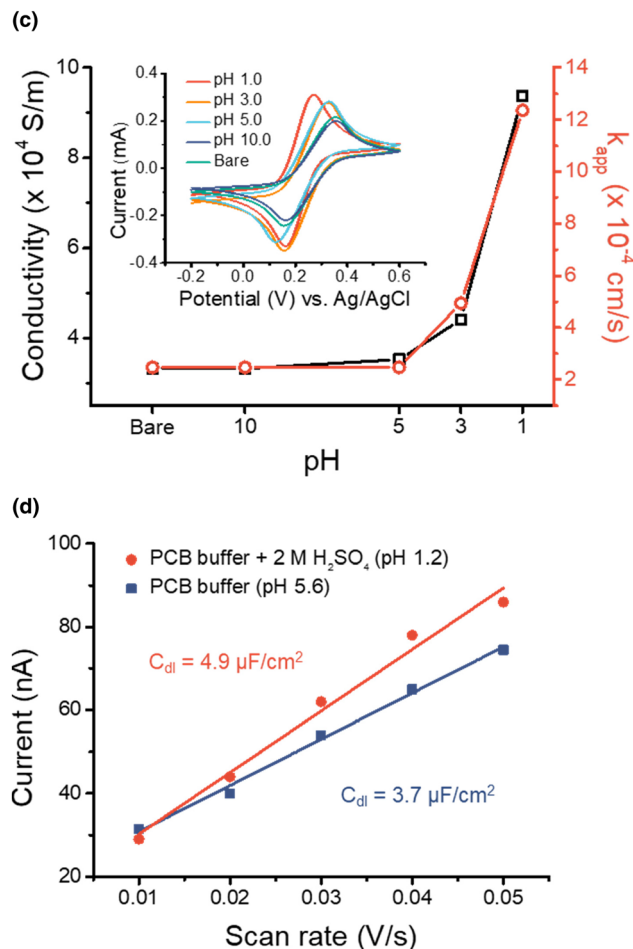 (c)
Conductivity (x 10⁴ S/m)
10
8
6
4
0.4
0.2
0.0
-0.2
-0.4
Current (mA)
pH 1.0
pH 3.0
pH 5.0
pH 10.0
Bare
-0.2 0.0 0.2 0.4 0.6
Potential (V) vs. Ag/AgCl
14
12
10
8
6
4
2
k_app (x 10⁻⁴ cm/s)
Bare 10 5 3 1
pH
(d)
Current (nA)
100
80
60
40
20
PCB buffer + 2 M H₂SO₄ (pH 1.2)
PCB buffer (pH 5.6)
C_dl = 4.9 µF/cm²
C_dl = 3.7 µF/cm²
0.01 0.02 0.03 0.04 0.05
Scan rate (V/s)